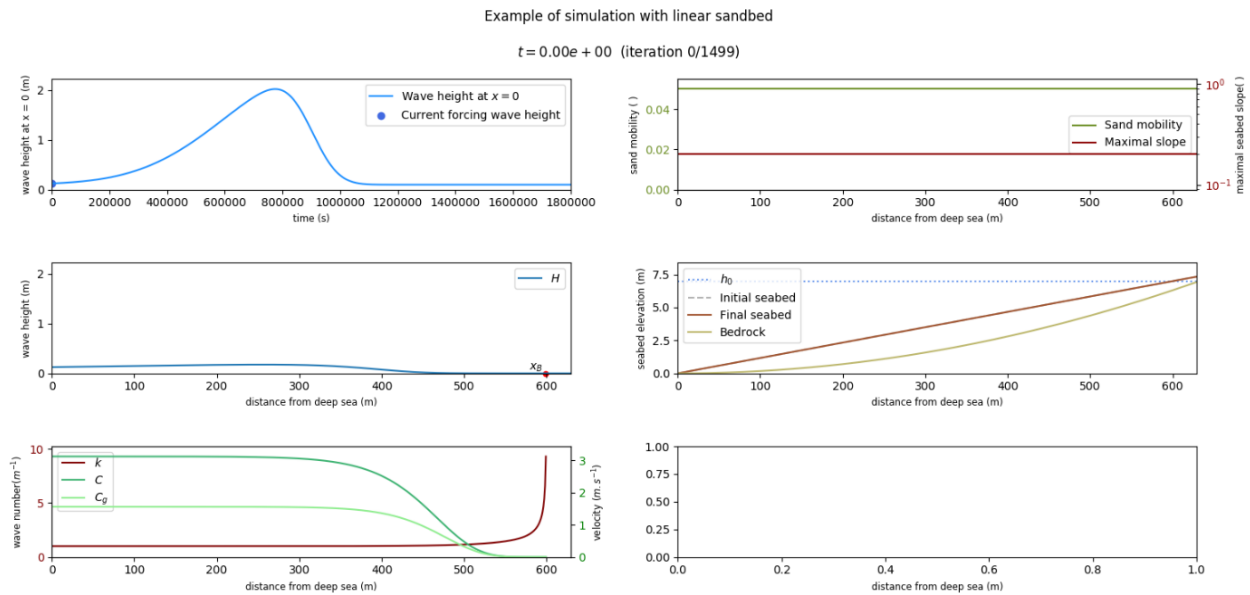 Example of simulation with linear sandbed
t = 0.00e + 00 (iteration 0/1499)
wave height at x = 0 (m)
2
1
0
Wave height at x = 0
Current forcing wave height
0 200000 400000 600000 800000 1000000 1200000 1400000 1600000 1800000
time (s)
sand mobility ( )
0.04
0.02
0.00
Sand mobility
Maximal slope
10⁰
10⁻¹
maximal seabed slope( )
0 100 200 300 400 500 600
distance from deep sea (m)
wave height (m)
2
1
0
H
x_B
0 100 200 300 400 500 600
distance from deep sea (m)
seabed elevation (m)
7.5
5.0
2.5
0.0
h₀
Initial seabed
Final seabed
Bedrock
0 100 200 300 400 500 600
distance from deep sea (m)
wave number(m⁻¹)
10
5
0
k
C
C_g
3
2
1
0
velocity (m.s⁻¹)
0 100 200 300 400 500 600
distance from deep sea (m)
1.00
0.75
0.50
0.25
0.00
0.0 0.2 0.4 0.6 0.8 1.0
distance from deep sea (m)